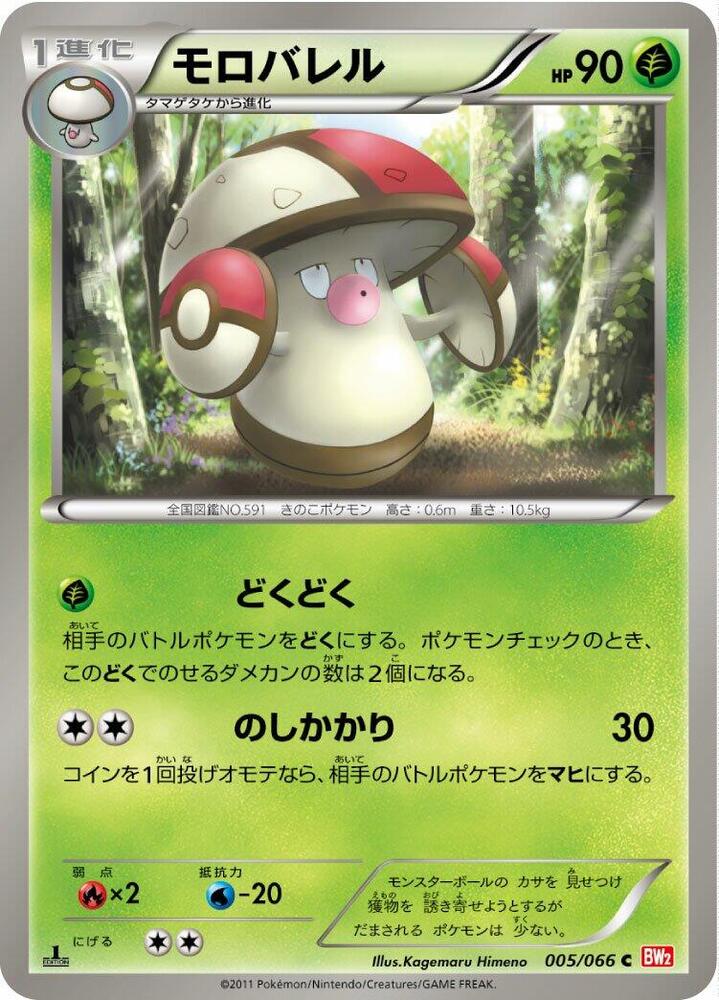 1進化
モロバレル
HP90
タマゲタケから進化
全国図鑑NO.591 きのこポケモン 高さ:0.6m 重さ:10.5kg
どくどく
相手のバトルポケモンをどくにする。ポケモンチェックのとき、
このどくでのせるダメカンの数は2個になる。
のしかかり 30
コインを1回投げオモテなら、相手のバトルポケモンをマヒにする。
弱点 抵抗力
×2 -20
にげる
モンスターボールの カサを 見せつけ
獲物を 誘き寄せようとするが
だまされる ポケモンは 少ない。
1 EDITION
Illus.Kagemaru Himeno 005/066 C BW2
©2011 Pokémon/Nintendo/Creatures/GAME FREAK.